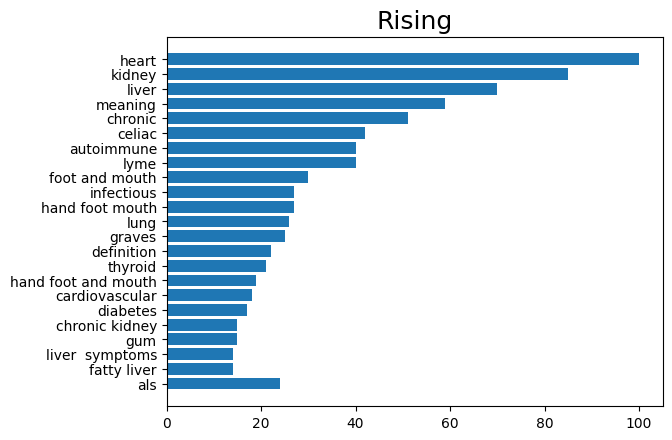 Rising
heart
kidney
liver
meaning
chronic
celiac
autoimmune
lyme
foot and mouth
infectious
hand foot mouth
lung
graves
definition
thyroid
hand foot and mouth
cardiovascular
diabetes
chronic kidney
gum
liver  symptoms
fatty liver
als
0 20 40 60 80 100